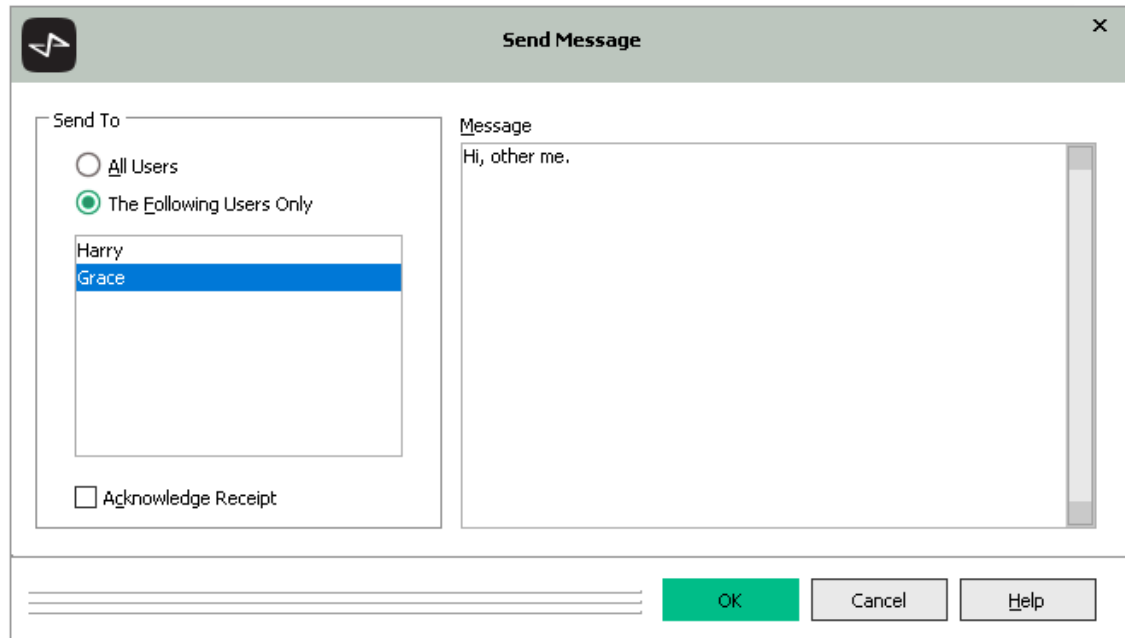 Send Message
Send To
All Users
The Following Users Only
Harry
Grace
Acknowledge Receipt
Message
Hi, other me.
OK
Cancel
Help